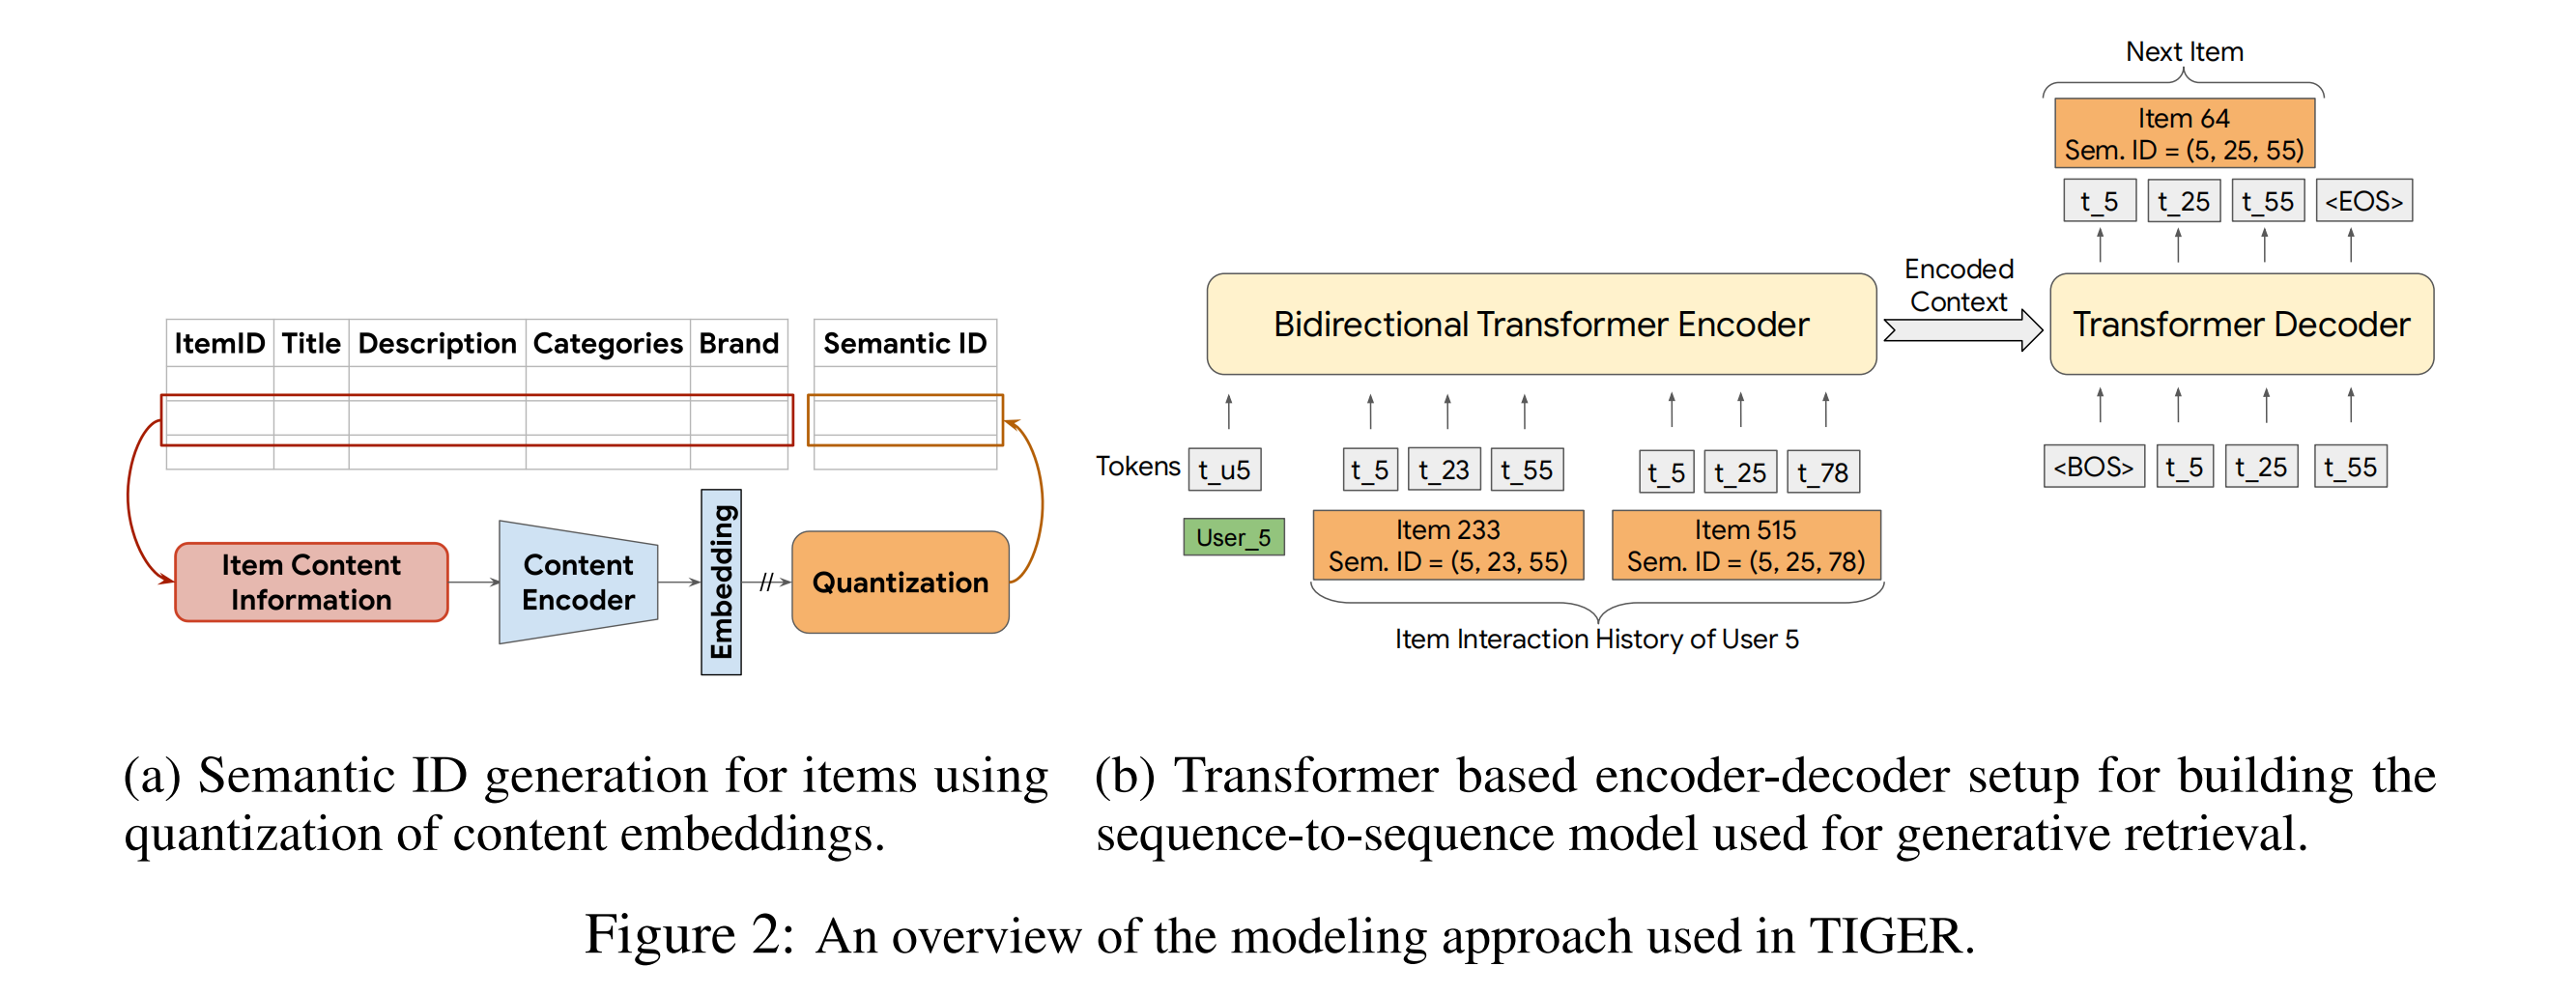 ItemID Title Description Categories Brand Semantic ID
Item Content
Information
Content
Encoder
Embedding
//
Quantization
(a) Semantic ID generation for items using
quantization of content embeddings.
Next Item
Item 64
Sem. ID = (5, 25, 55)
t_5 t_25 t_55 <EOS>
Bidirectional Transformer Encoder
Encoded
Context
Transformer Decoder
Tokens t_u5 t_5 t_23 t_55 t_5 t_25 t_78
<BOS> t_5 t_25 t_55
User_5
Item 233
Sem. ID = (5, 23, 55)
Item 515
Sem. ID = (5, 25, 78)
Item Interaction History of User 5
(b) Transformer based encoder-decoder setup for building the
sequence-to-sequence model used for generative retrieval.
Figure 2: An overview of the modeling approach used in TIGER.